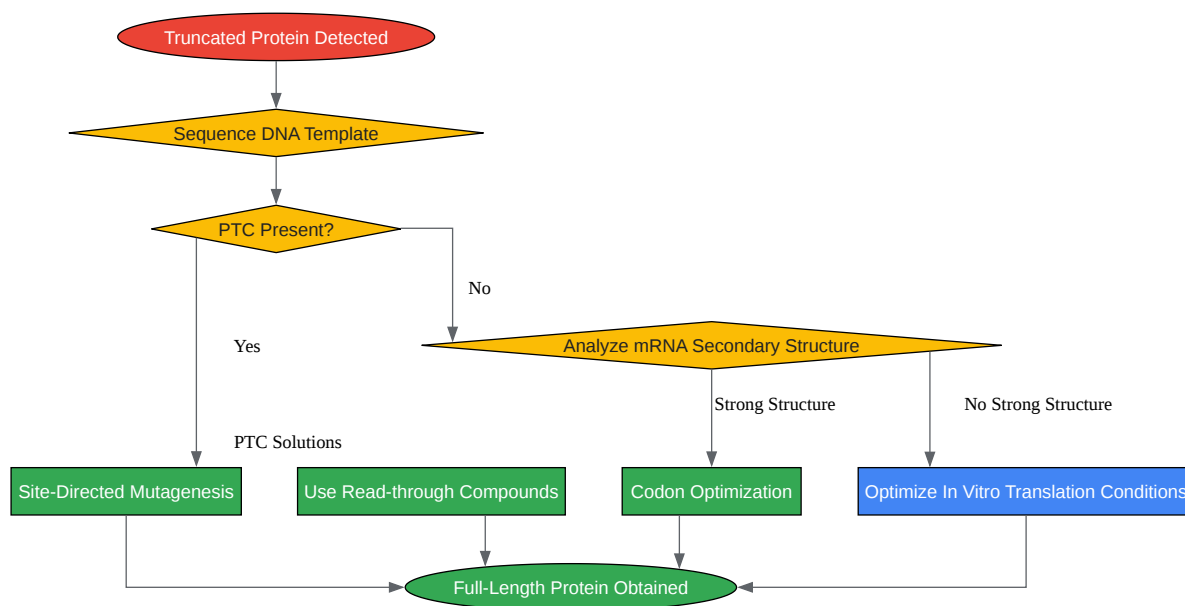 Truncated Protein Detected
Sequence DNA Template
PTC Present?
No
Yes
Analyze mRNA Secondary Structure
Strong Structure
No Strong Structure
PTC Solutions
Site-Directed Mutagenesis
Use Read-through Compounds
Codon Optimization
Optimize In Vitro Translation Conditions
Full-Length Protein Obtained